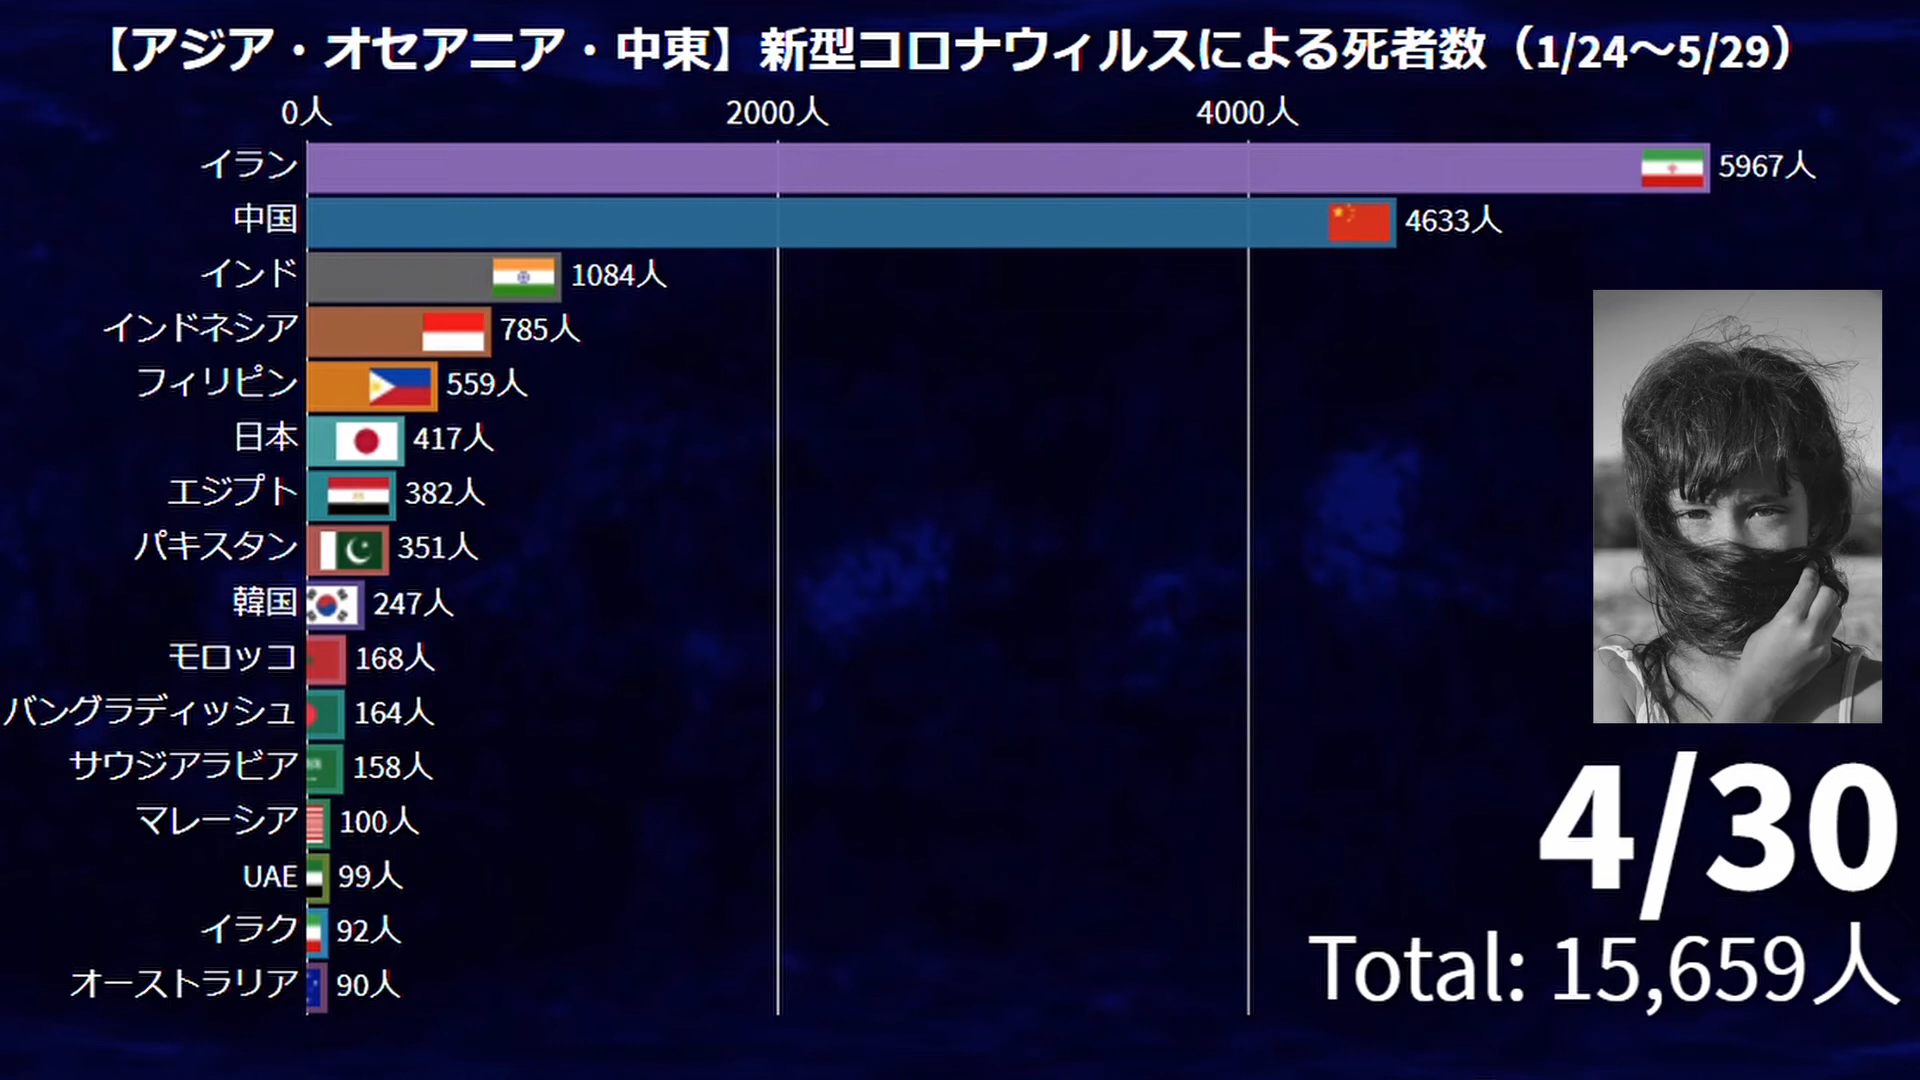 【アジア・オセアニア・中東】新型コロナウィルスによる死者数（1/24～5/29）
0人 2000人 4000人
イラン 5967人
中国 4633人
インド 1084人
インドネシア 785人
フィリピン 559人
日本 417人
エジプト 382人
パキスタン 351人
韓国 247人
モロッコ 168人
バングラディッシュ 164人
サウジアラビア 158人
マレーシア 100人
UAE 99人
イラク 92人
オーストラリア 90人
4/30
Total: 15,659人